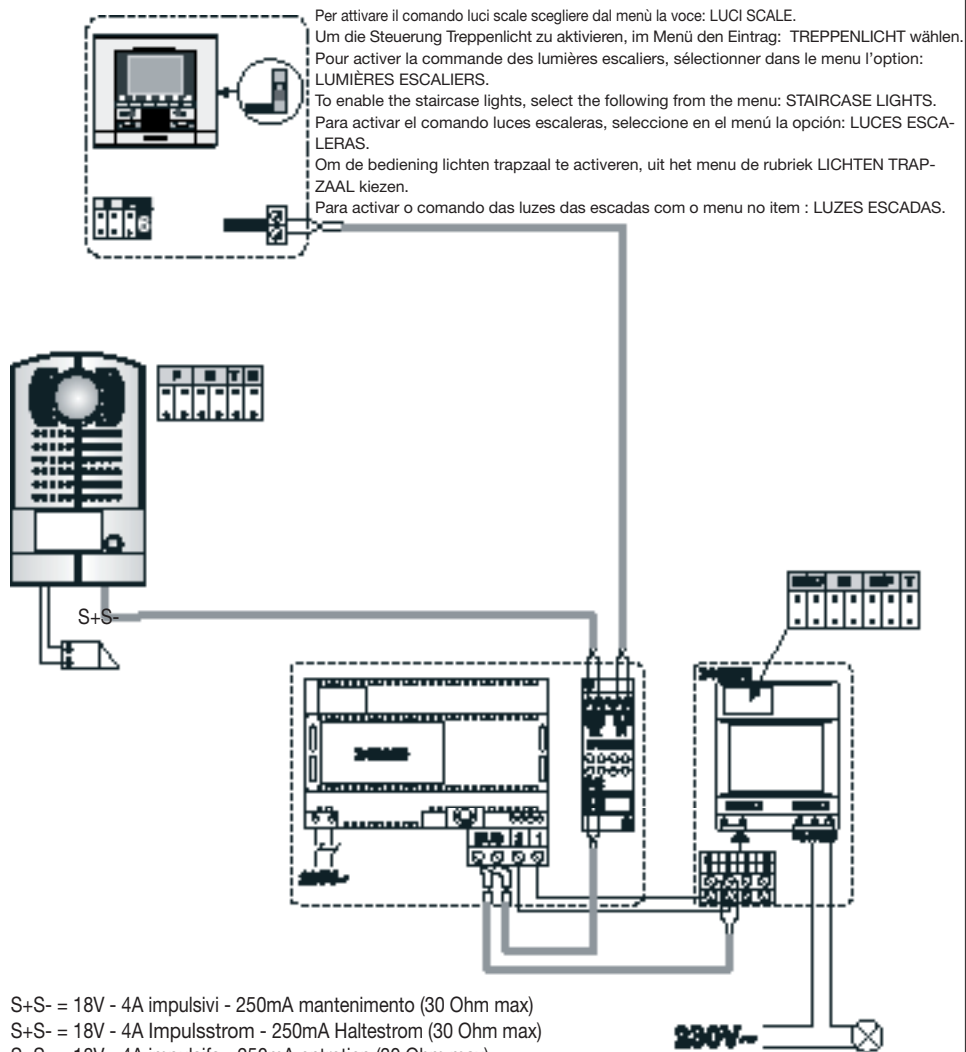 Per attivare il comando luci scale scegliere dal menù la voce: LUCI SCALE.
Um die Steuerung Treppenlicht zu aktivieren, im Menü den Eintrag: TREPPENLICHT wählen.
Pour activer la commande des lumières escaliers, sélectionner dans le menu l’option:
LUMIÈRES ESCALIERS.
To enable the staircase lights, select the following from the menu: STAIRCASE LIGHTS.
Para activar el comando luces escaleras, seleccione en el menú la opción: LUCES ESCA-
LERAS.
Om de bediening lichten trapzaal te activeren, uit het menu de rubriek LICHTEN TRAP-
ZAAL kiezen.
Para activar o comando das luzes das escadas com o menu no item : LUZES ESCADAS.
P M T
S+S-
T
BUS 2 1
230V~
S+S- = 18V - 4A impulsivi - 250mA mantenimento (30 Ohm max)
S+S- = 18V - 4A Impulsstrom - 250mA Haltestrom (30 Ohm max)